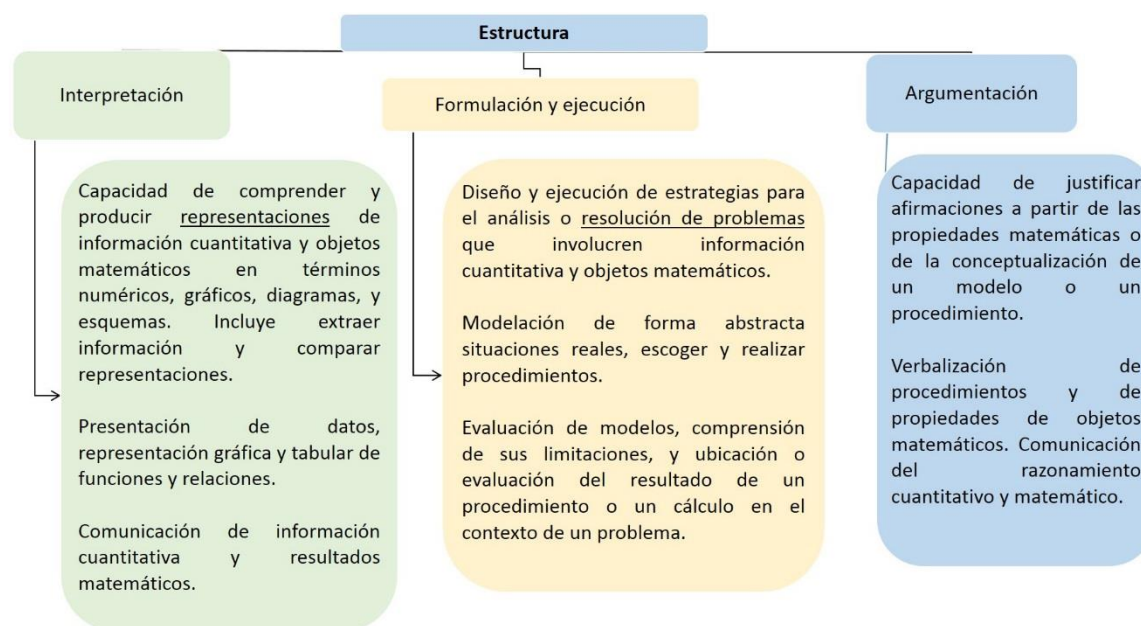 Estructura
Interpretación
Capacidad de comprender y
producir representaciones de
información cuantitativa y objetos
matemáticos en términos
numéricos, gráficos, diagramas, y
esquemas. Incluye extraer
información y comparar
representaciones.
Presentación de datos,
representación gráfica y tabular de
funciones y relaciones.
Comunicación de información
cuantitativa y resultados
matemáticos.
Formulación y ejecución
Diseño y ejecución de estrategias para
el análisis o resolución de problemas
que involucren información
cuantitativa y objetos matemáticos.
Modelación de forma abstracta
situaciones reales, escoger y realizar
procedimientos.
Evaluación de modelos, comprensión
de sus limitaciones, y ubicación o
evaluación del resultado de un
procedimiento o un cálculo en el
contexto de un problema.
Argumentación
Capacidad de justificar
afirmaciones a partir de las
propiedades matemáticas o
de la conceptualización de
un modelo o un
procedimiento.
Verbalización de
procedimientos y de
propiedades de objetos
matemáticos. Comunicación
del razonamiento
cuantitativo y matemático.